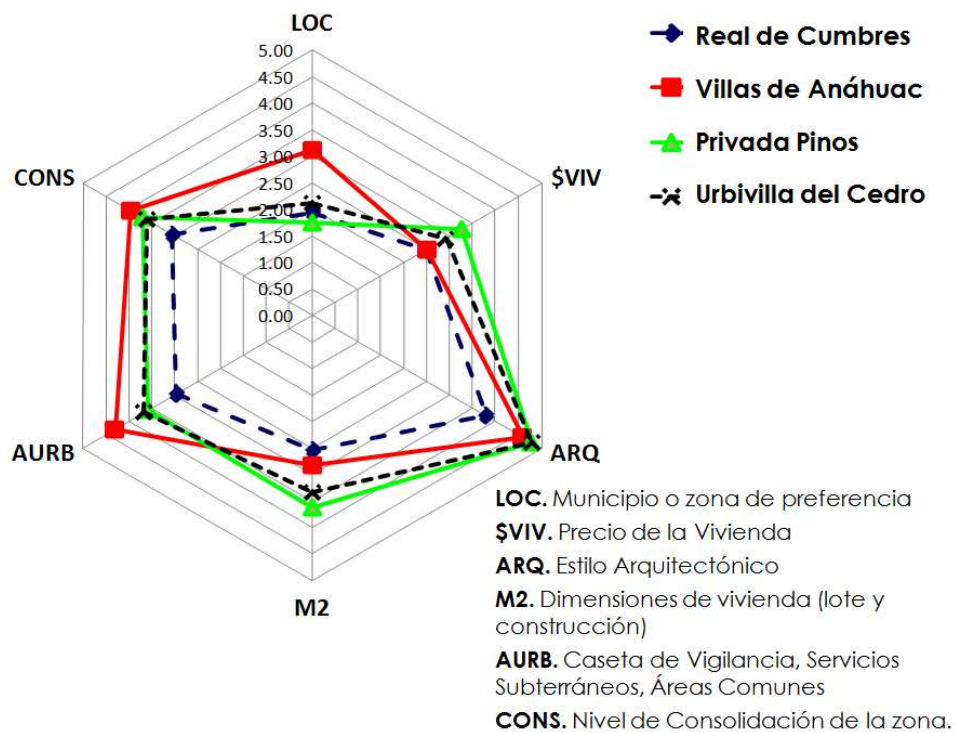 LOC
5.00
4.50
4.00
3.50
3.00
2.50
2.00
1.50
1.00
0.50
0.00
CONS
$VIV
AURB
ARQ
M2
Real de Cumbres
Villas de Anáhuac
Privada Pinos
Urbivilla del Cedro
LOC. Municipio o zona de preferencia
$VIV. Precio de la Vivienda
ARQ. Estilo Arquitectónico
M2. Dimensiones de vivienda (lote y
construcción)
AURB. Caseta de Vigilancia, Servicios
Subterráneos, Áreas Comunes
CONS. Nivel de Consolidación de la zona.